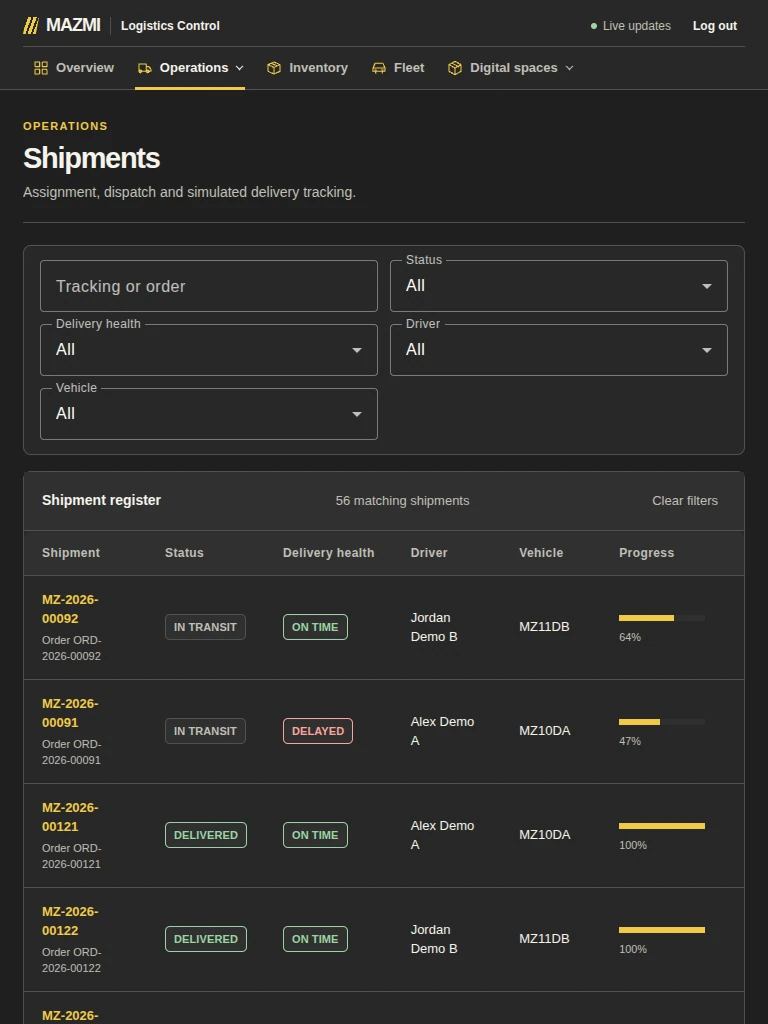 MAZMI
Logistics Control
Live updates
Log out
Overview
Operations
Inventory
Fleet
Digital spaces
OPERATIONS
Shipments
Assignment, dispatch and simulated delivery tracking.
Tracking or order
Status
All
Delivery health
All
Driver
All
Vehicle
All
Shipment register
56 matching shipments
Clear filters
Shipment
Status
Delivery health
Driver
Vehicle
Progress
MZ-2026-
00092
Order ORD-
2026-00092
IN TRANSIT
ON TIME
Jordan
Demo B
MZ11DB
64%
MZ-2026-
00091
Order ORD-
2026-00091
IN TRANSIT
DELAYED
Alex Demo
A
MZ10DA
47%
MZ-2026-
00121
Order ORD-
2026-00121
DELIVERED
ON TIME
Alex Demo
A
MZ10DA
100%
MZ-2026-
00122
Order ORD-
2026-00122
DELIVERED
ON TIME
Jordan
Demo B
MZ11DB
100%
MZ-2026-